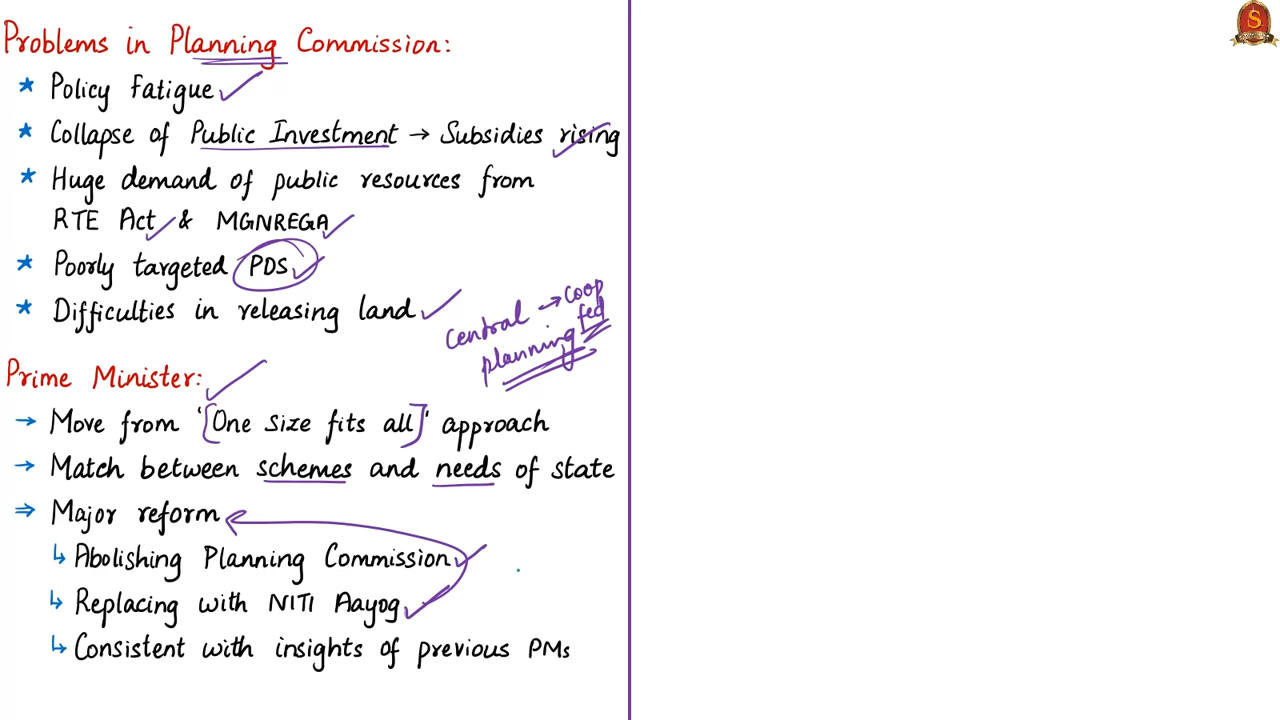 Problems in Planning Commission:
* Policy Fatigue
* Collapse of Public Investment → Subsidies rising
* Huge demand of public resources from
RTE Act & MGNREGA
* Poorly targeted PDS
* Difficulties in releasing land
central → coop
fed
planning
Prime Minister:
→ Move from '[One size fits all]' approach
→ Match between schemes and needs of state
⇒ Major reform
↳ Abolishing Planning Commission
↳ Replacing with NITI Aayog
↳ Consistent with insights of previous PMs
S